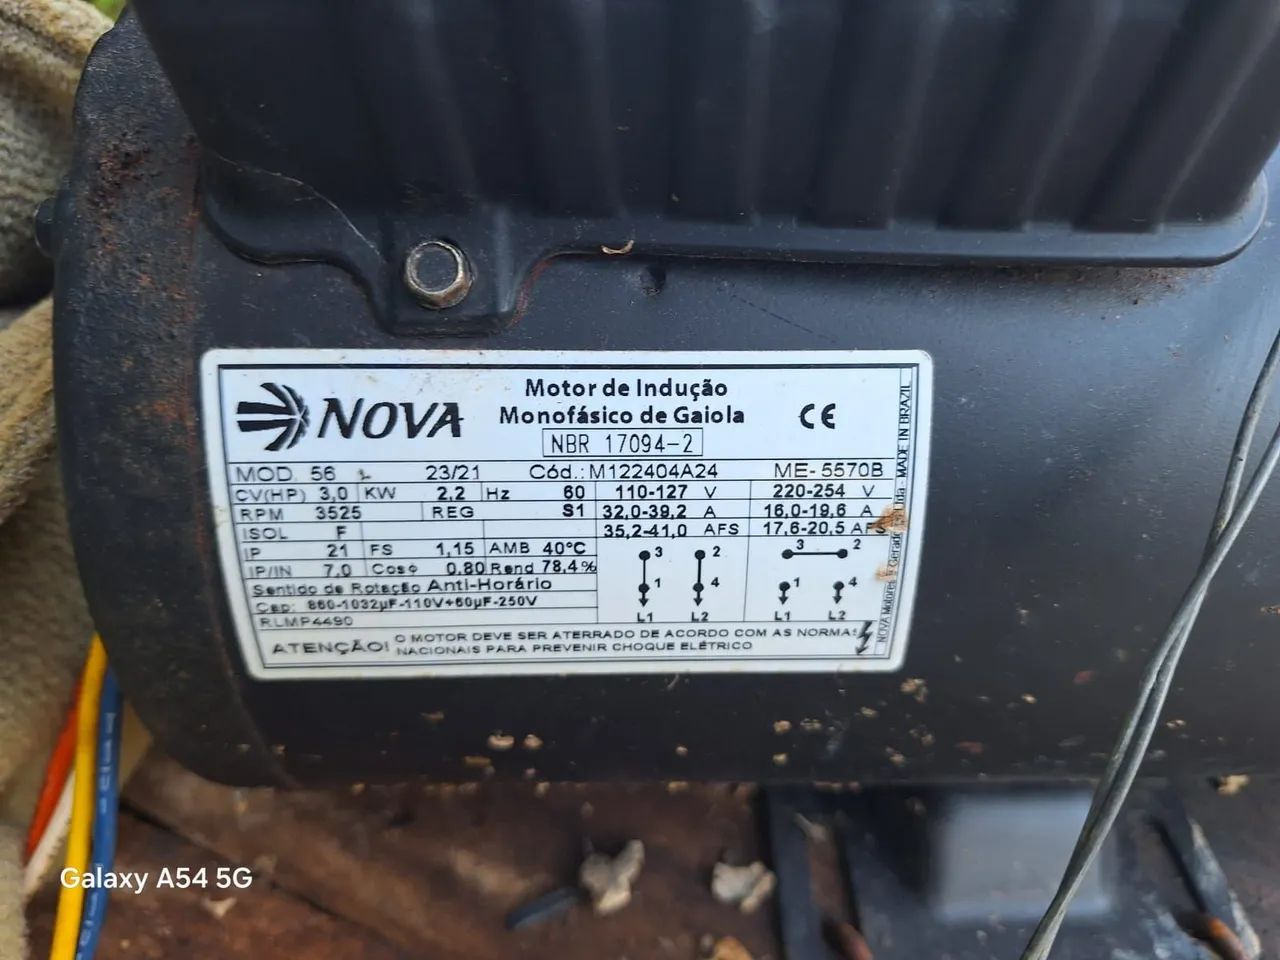 NOVA
Motor de Indução
Monofásico de Gaiola
NBR 17094-2
CE
MOD. 56 23/21 Cód.: M122404A24 ME-5570B
CV(HP) 3,0 KW 2,2 Hz 60 110-127 V 220-254 V
RPM 3525 REG S1 32,0-39,2 A 16,0-19,6 A
ISOL F 35,2-41,0 AFS 17,6-20,5 AFS
IP 21 FS 1,15 AMB 40°C
IP/IN 7,0 Cosϕ 0,80 Rend 78,4%
Sentido de Rotação Anti-Horário
Cap: 860-1032µF-110V+60µF-250V
RLMP4490
3 2
1 4
L1 L2
3 2
1 4
L1 L2
ATENÇÃO! O MOTOR DEVE SER ATERRADO DE ACORDO COM AS NORMAS
NACIONAIS PARA PREVENIR CHOQUE ELÉTRICO
NOVA Motores e Gerado Ltda - MADE IN BRAZIL
Galaxy A54 5G